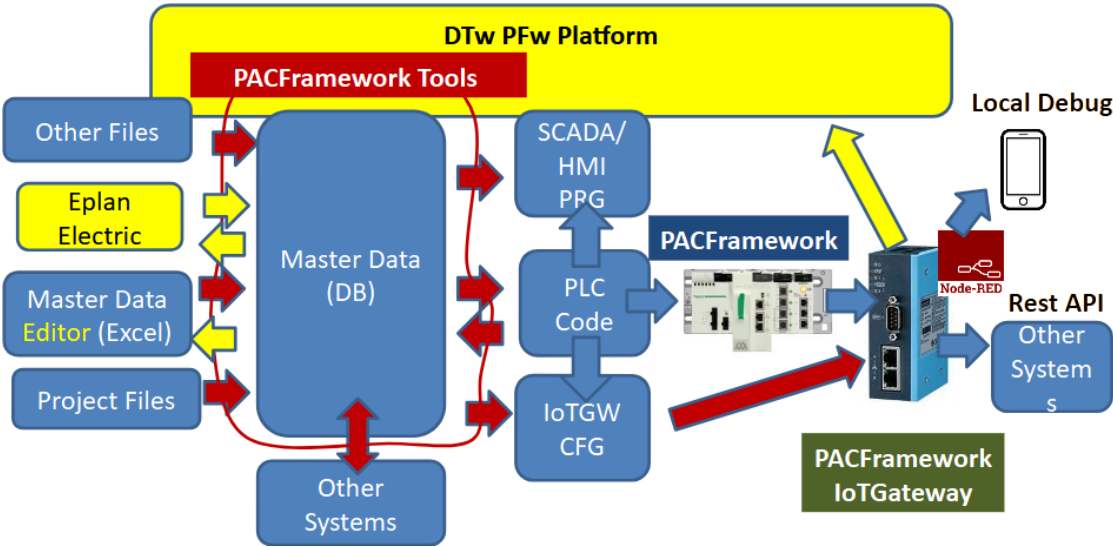 DTw PFw Platform
PACFramework Tools
Local Debug
Other Files
SCADA/
HMI
PRG
Eplan
Electric
Master Data
(DB)
PACFramework
Node-RED
Master Data
Editor (Excel)
PLC
Code
Rest API
Other
System
s
Project Files
IoTGW
CFG
PACFramework
IoTGateway
Other
Systems